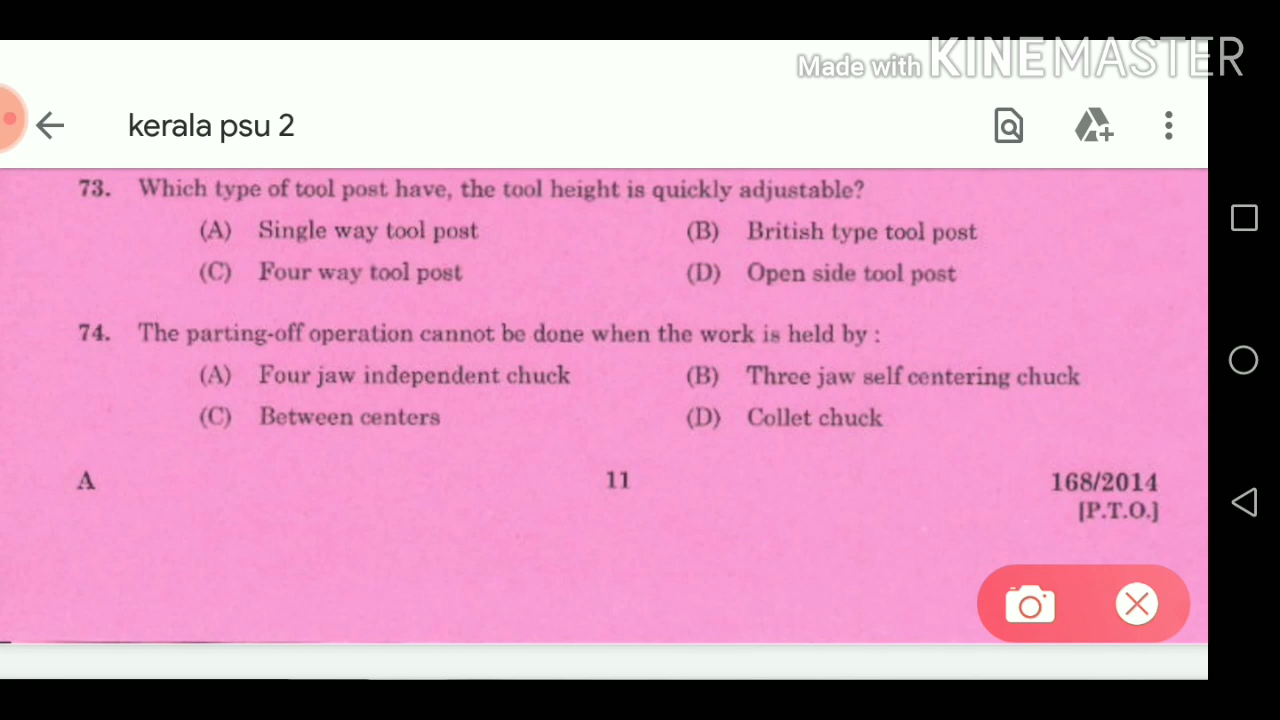 Made with KINEMASTER
kerala psu 2
73. Which type of tool post have, the tool height is quickly adjustable?
(A) Single way tool post (B) British type tool post
(C) Four way tool post (D) Open side tool post
74. The parting-off operation cannot be done when the work is held by :
(A) Four jaw independent chuck (B) Three jaw self centering chuck
(C) Between centers (D) Collet chuck
A 11 168/2014
[P.T.O.]